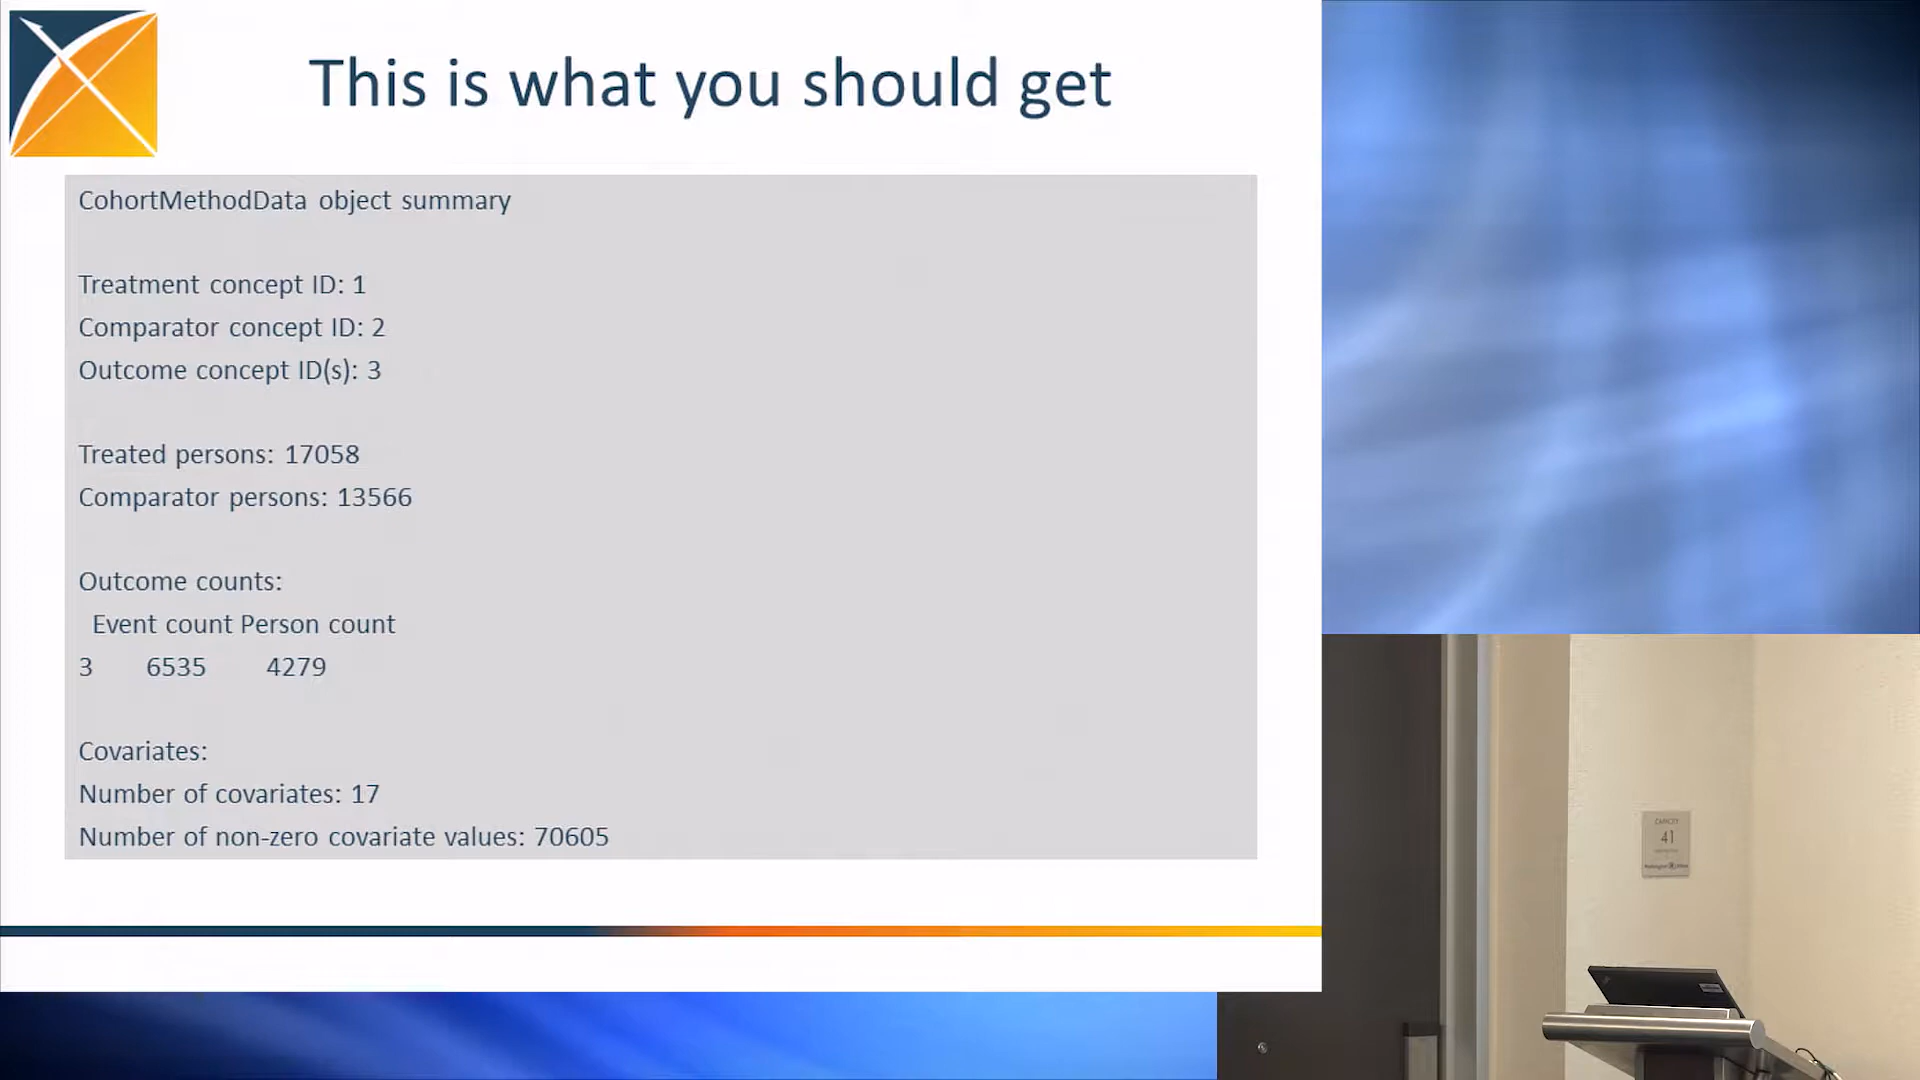 This is what you should get
CohortMethodData object summary
Treatment concept ID: 1
Comparator concept ID: 2
Outcome concept ID(s): 3
Treated persons: 17058
Comparator persons: 13566
Outcome counts:
Event count Person count
3 6535 4279
Covariates:
Number of covariates: 17
Number of non-zero covariate values: 70605
41